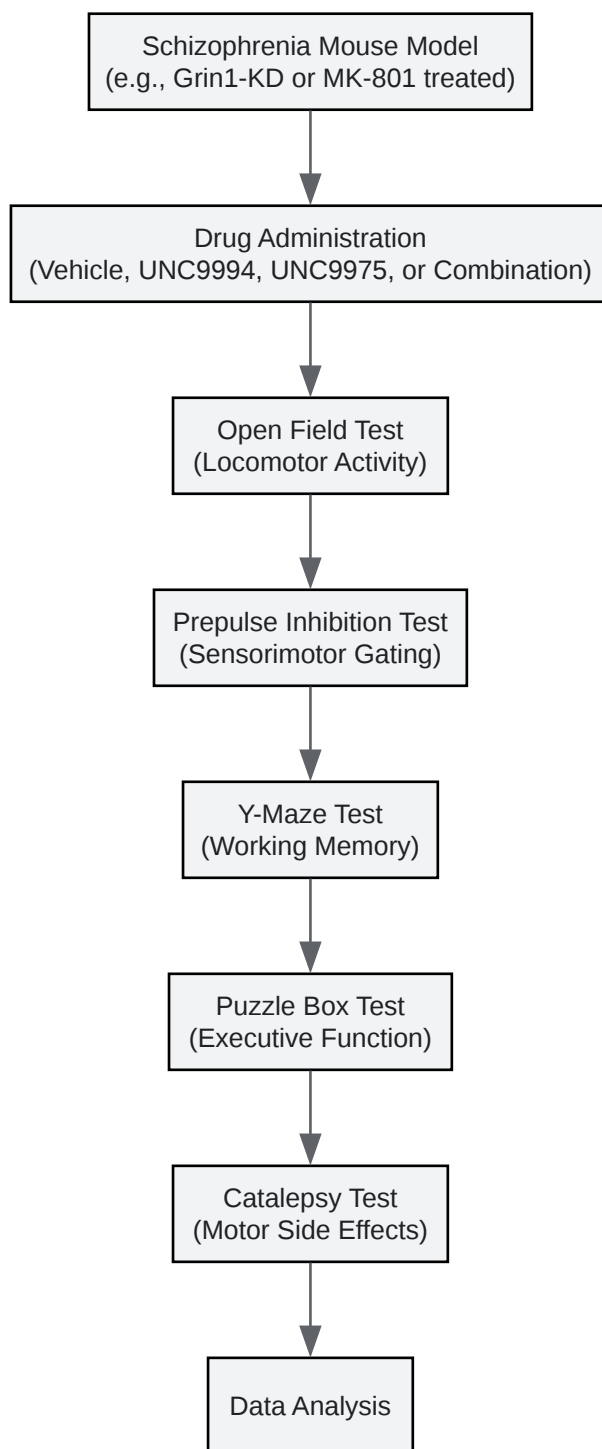 Schizophrenia Mouse Model
(e.g., Grin1-KD or MK-801 treated)
Drug Administration
(Vehicle, UNC9994, UNC9975, or Combination)
Open Field Test
(Locomotor Activity)
Prepulse Inhibition Test
(Sensorimotor Gating)
Y-Maze Test
(Working Memory)
Puzzle Box Test
(Executive Function)
Catalepsy Test
(Motor Side Effects)
Data Analysis